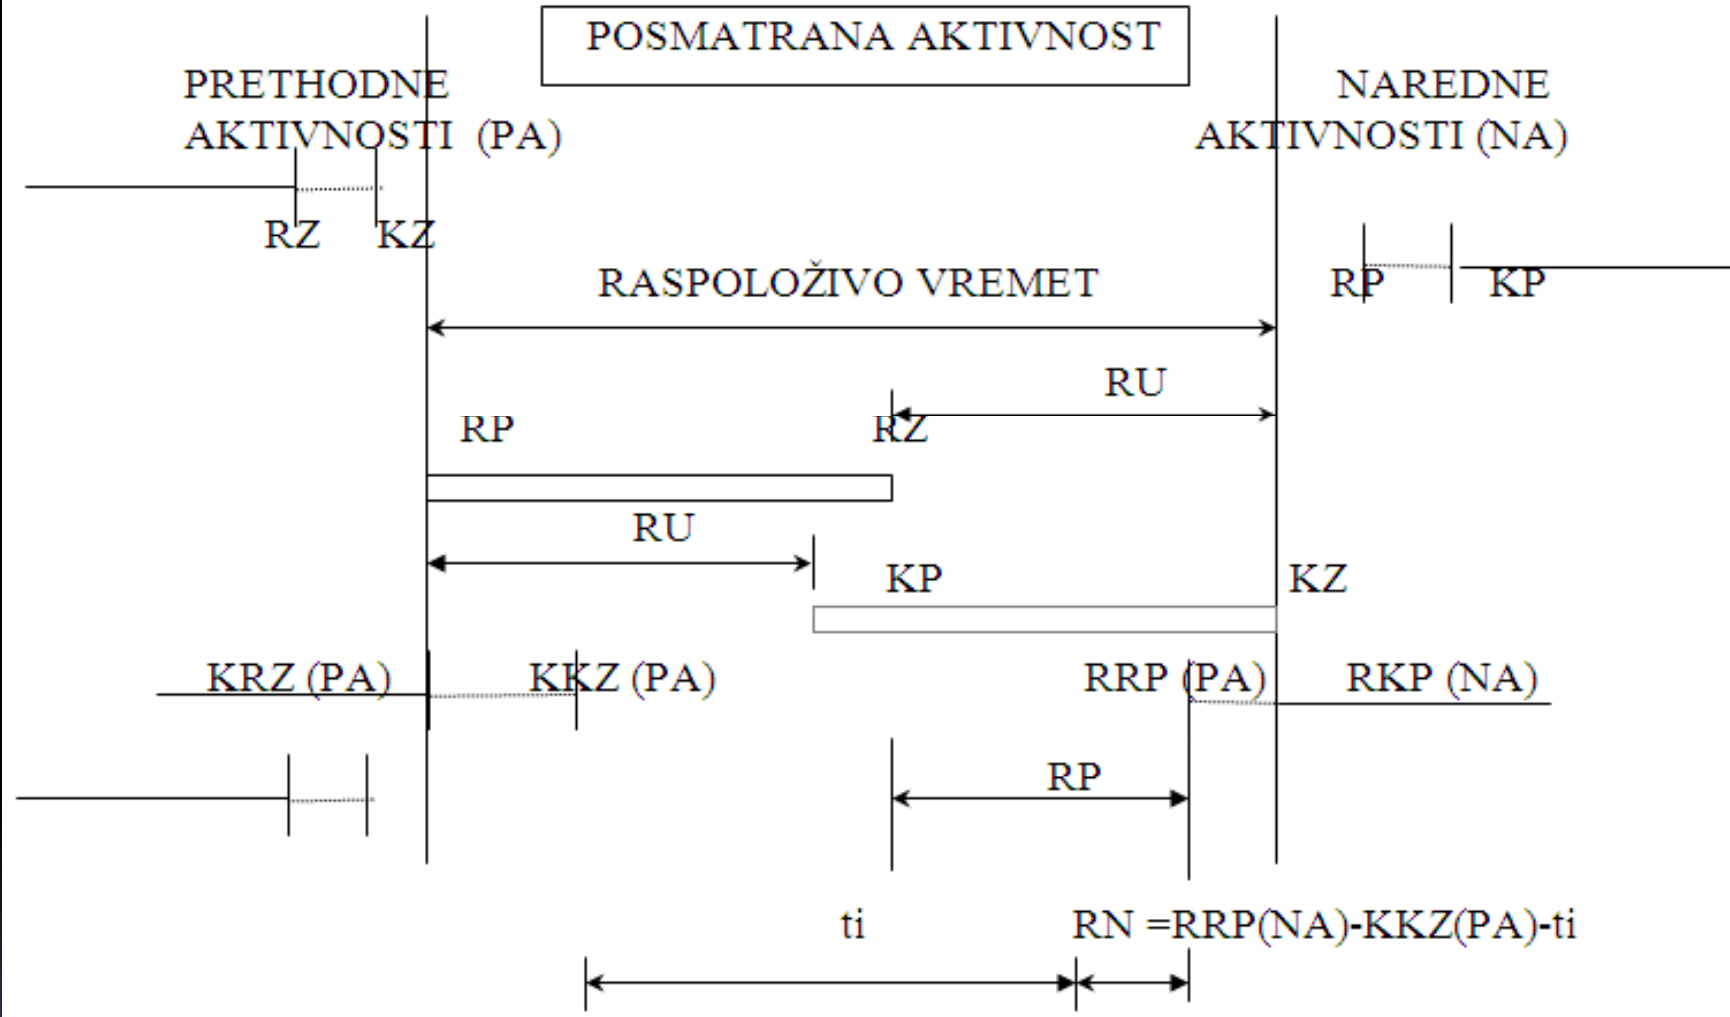 POSMATRANA AKTIVNOST
PRETHODNE
AKTIVNOSTI (PA)
NAREDNE
AKTIVNOSTI (NA)
RZ KZ
RASPOLOŽIVO VREMET
RP KP
RU
RP RZ
RU
KP KZ
KRZ (PA) KKZ (PA) RRP (PA) RKP (NA)
RP
ti RN =RRP(NA)-KKZ(PA)-ti